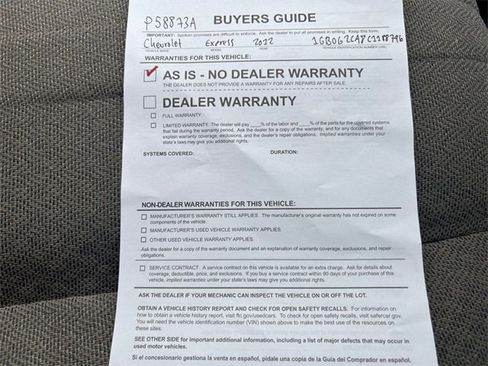 P58873A BUYERS GUIDE
IMPORTANT: Spoken promises are difficult to enforce. Ask the dealer to put all promises in writing. Keep this form.
Chevrolet Express 2022
VEHICLE MAKE MODEL YEAR VEHICLE IDENTIFICATION NUMBER (VIN)
WARRANTIES FOR THIS VEHICLE:
AS IS - NO DEALER WARRANTY
THE DEALER DOES NOT PROVIDE A WARRANTY FOR ANY REPAIRS AFTER SALE.
DEALER WARRANTY
FULL WARRANTY
LIMITED WARRANTY. The dealer will pay ____% of the labor and ____% of the parts for the covered systems
that fail during the warranty period. Ask the dealer for a copy of the warranty, and for any documents that
explain warranty coverage, exclusions, and the dealer's repair obligations. Implied warranties under your
state's laws may give you additional rights.
SYSTEMS COVERED: DURATION:
NON-DEALER WARRANTIES FOR THIS VEHICLE:
MANUFACTURER'S WARRANTY STILL APPLIES. The manufacturer's original warranty has not expired on some
components of the vehicle.
MANUFACTURER'S USED VEHICLE WARRANTY APPLIES.
OTHER USED VEHICLE WARRANTY APPLIES.
Ask the dealer for a copy of the warranty document and an explanation of warranty coverage, exclusions, and repair
obligations.
SERVICE CONTRACT. A service contract on this vehicle is available for an extra charge. Ask for details about
coverage, deductible, price, and exclusions. If you buy a service contract within 90 days of your purchase of
this vehicle, implied warranties under your state's laws may give you additional rights.
ASK THE DEALER IF YOUR MECHANIC CAN INSPECT THE VEHICLE ON OR OFF THE LOT.
OBTAIN A VEHICLE HISTORY REPORT AND CHECK FOR OPEN SAFETY RECALLS. For information on
how to obtain a vehicle history report, visit ftc.gov/usedcars. To check for open safety recalls, visit safercar.gov.
You will need the vehicle identification number (VIN) shown above to make the best use of the resources on
these sites.
SEE OTHER SIDE for important additional information, including a list of major defects that may occur in
used motor vehicles.
Si el concesionario gestiona la venta en español, pídale una copia de la Guía del Comprador en español.